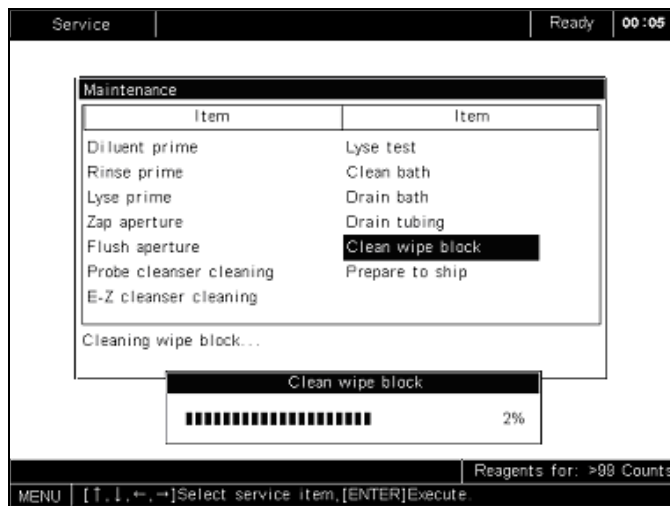 Service Ready 00:05
Maintenance
Item Item
Diluent prime Lyse test
Rinse prime Clean bath
Lyse prime Drain bath
Zap aperture Drain tubing
Flush aperture Clean wipe block
Probe cleanser cleaning Prepare to ship
E-Z cleanser cleaning
Cleaning wipe block...
Clean wipe block
2%
Reagents for: >99 Counts
MENU [↑,↓,←,→]Select service item,[ENTER]Execute.